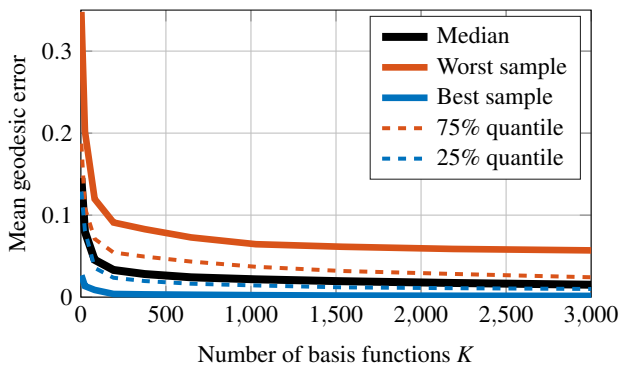 Mean geodesic error
0.3
0.2
0.1
0
Median
Worst sample
Best sample
75% quantile
25% quantile
0 500 1,000 1,500 2,000 2,500 3,000
Number of basis functions K